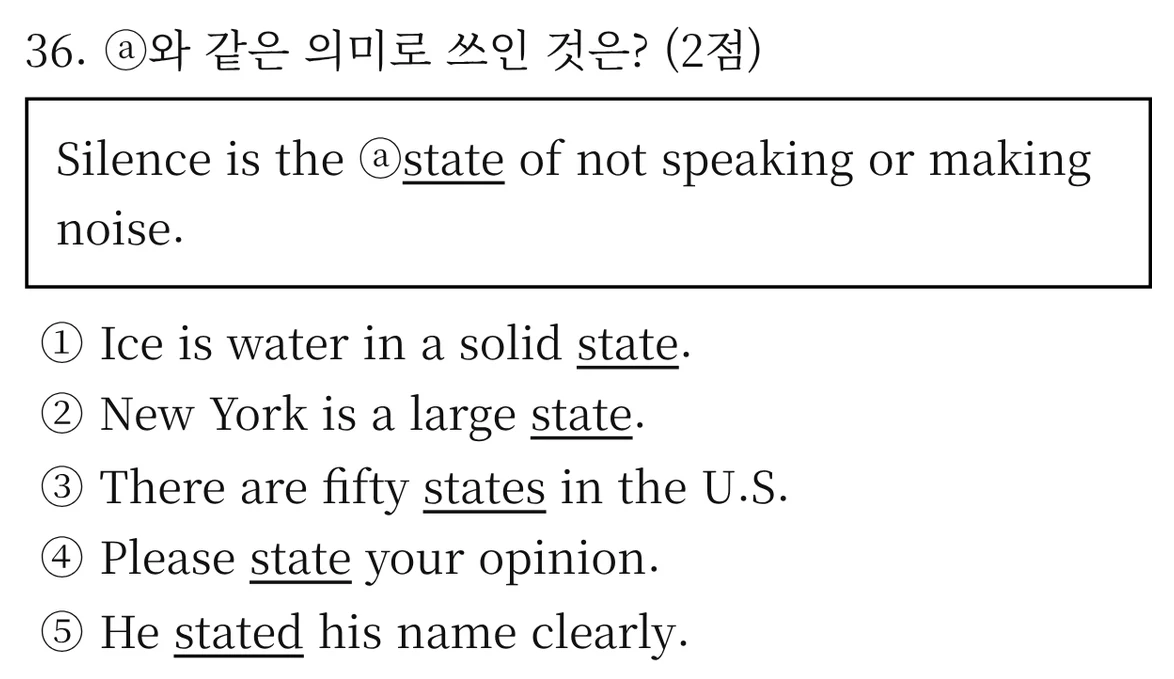 36. ⓐ와 같은 의미로 쓰인 것은? (2점)
Silence is the ⓐstate of not speaking or making
noise.
① Ice is water in a solid state.
② New York is a large state.
③ There are fifty states in the U.S.
④ Please state your opinion.
⑤ He stated his name clearly.